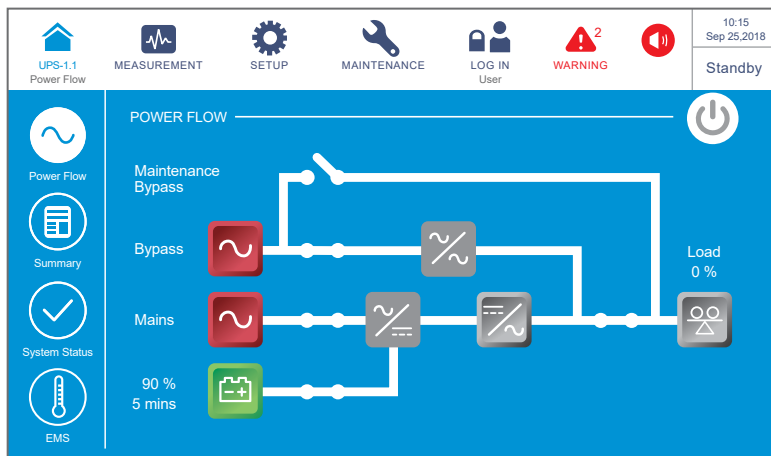 UPS-1.1
Power Flow
MEASUREMENT
SETUP
MAINTENANCE
LOG IN
User
2
WARNING
10:15
Sep 25,2018
Standby
Power Flow
Summary
System Status
EMS
POWER FLOW
Maintenance
Bypass
Bypass
Mains
90 %
5 mins
Load
0 %